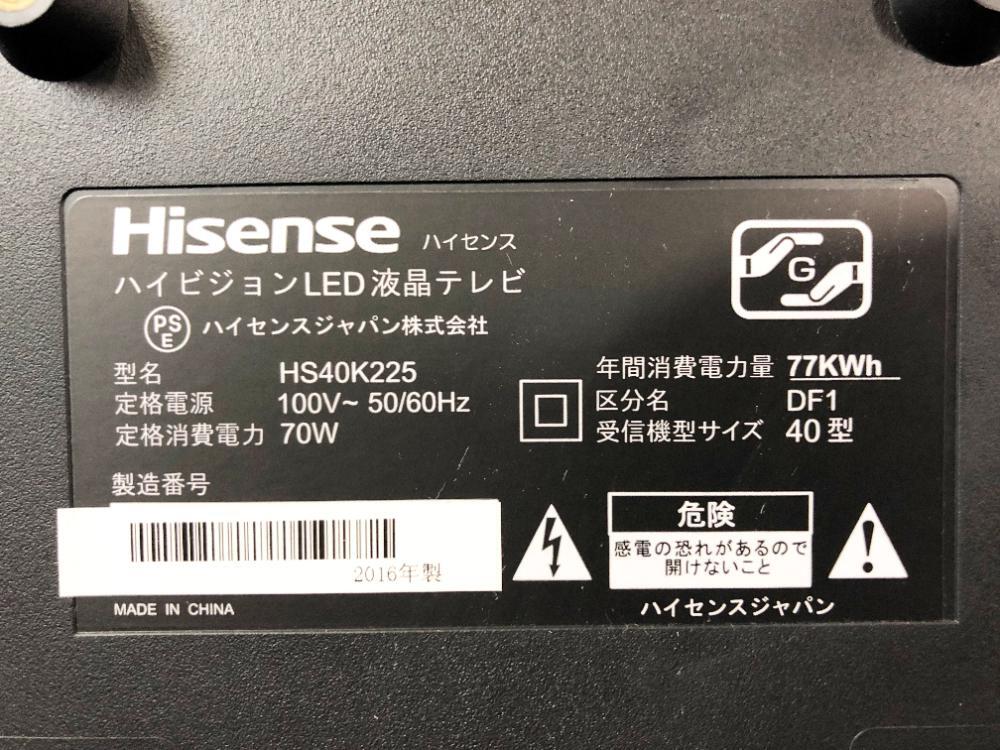 Hisense ハイセンス
ハイビジョンLED液晶テレビ
PSE ハイセンスジャパン株式会社
G
型名 HS40K225
定格電源 100V~ 50/60Hz
定格消費電力 70W
年間消費電力量 77KWh
区分名 DF1
受信機型サイズ 40型
製造番号
2016年製
MADE IN CHINA
危険
感電の恐れがあるので
開けないこと
ハイセンスジャパン